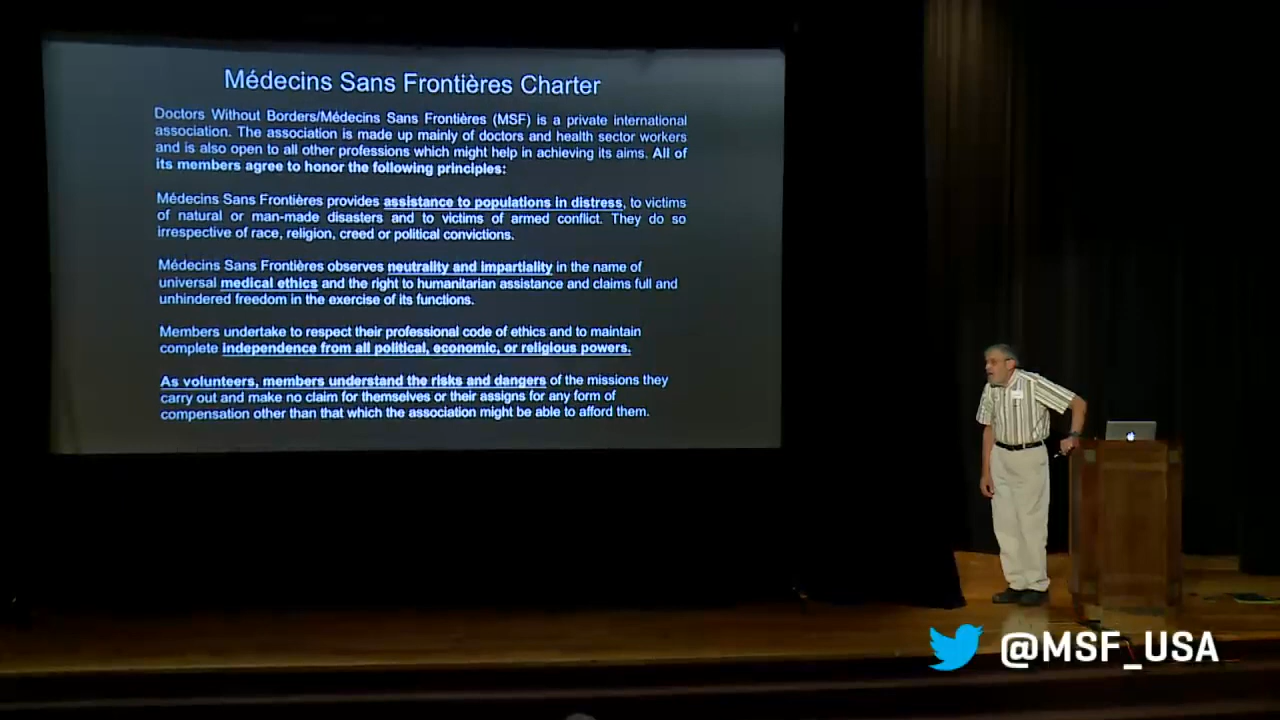 Médecins Sans Frontières Charter
Doctors Without Borders/Médecins Sans Frontières (MSF) is a private international
association. The association is made up mainly of doctors and health sector workers
and is also open to all other professions which might help in achieving its aims. All of
its members agree to honor the following principles:
Médecins Sans Frontières provides assistance to populations in distress, to victims
of natural or man-made disasters and to victims of armed conflict. They do so
irrespective of race, religion, creed or political convictions.
Médecins Sans Frontières observes neutrality and impartiality in the name of
universal medical ethics and the right to humanitarian assistance and claims full and
unhindered freedom in the exercise of its functions.
Members undertake to respect their professional code of ethics and to maintain
complete independence from all political, economic, or religious powers.
As volunteers, members understand the risks and dangers of the missions they
carry out and make no claim for themselves or their assigns for any form of
compensation other than that which the association might be able to afford them.
@MSF_USA